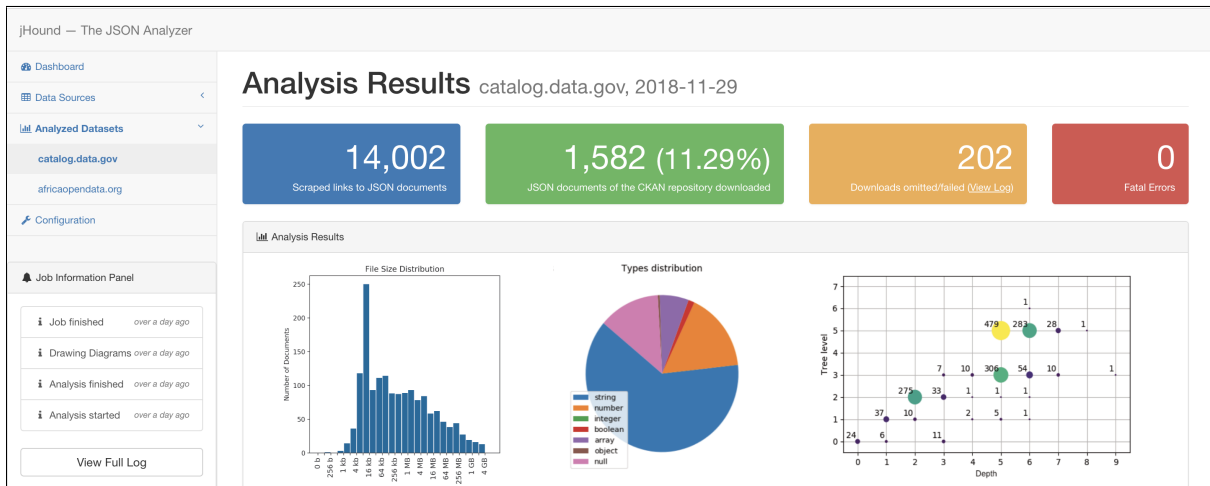 jHound — The JSON Analyzer
Dashboard
Data Sources
Analyzed Datasets
catalog.data.gov
africaopendata.org
Configuration
Job Information Panel
Job finished over a day ago
Drawing Diagrams over a day ago
Analysis finished over a day ago
Analysis started over a day ago
View Full Log
Analysis Results catalog.data.gov, 2018-11-29
14,002
Scraped links to JSON documents
1,582 (11.29%)
JSON documents of the CKAN repository downloaded
202
Downloads omitted/failed (View Log)
0
Fatal Errors
Analysis Results
File Size Distribution
Number of Documents
250
200
150
100
50
0
0 b
256 b
1 kb
4 kb
16 kb
64 kb
256 kb
1 MB
4 MB
16 MB
64 MB
256 MB
1 GB
4 GB
Types distribution
string
number
integer
boolean
array
object
null
Tree level
7
6
5
4
3
2
1
0
1
479 283 28 1
7 10 306 54 10 1
275 33 1 1 1
37 10 2 5 1
24 6 11
0 1 2 3 4 5 6 7 8 9
Depth